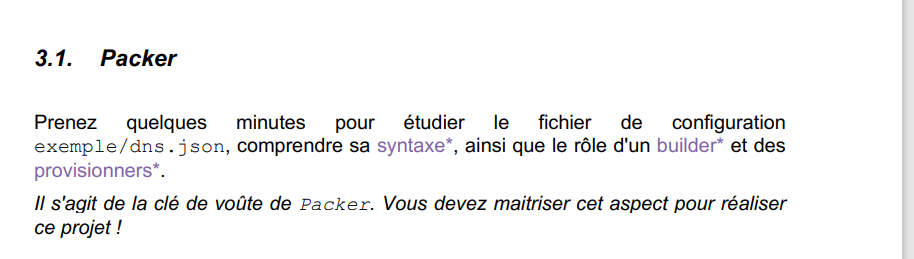 3.1. Packer
Prenez quelques minutes pour étudier le fichier de configuration
exemple/dns.json, comprendre sa syntaxe*, ainsi que le rôle d'un builder* et des
provisionners*.
Il s'agit de la clé de voûte de Packer. Vous devez maitriser cet aspect pour réaliser
ce projet !